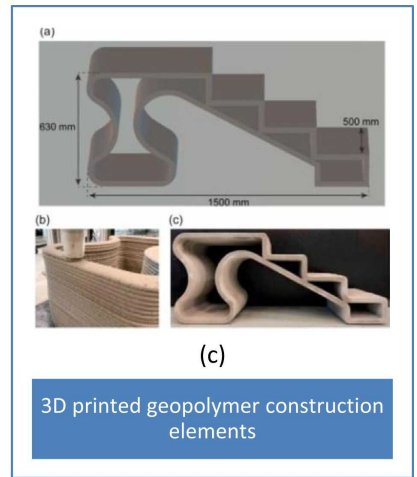 (a)
630 mm
500 mm
1500 mm
(b)
(c)
(c)
3D printed geopolymer construction
elements